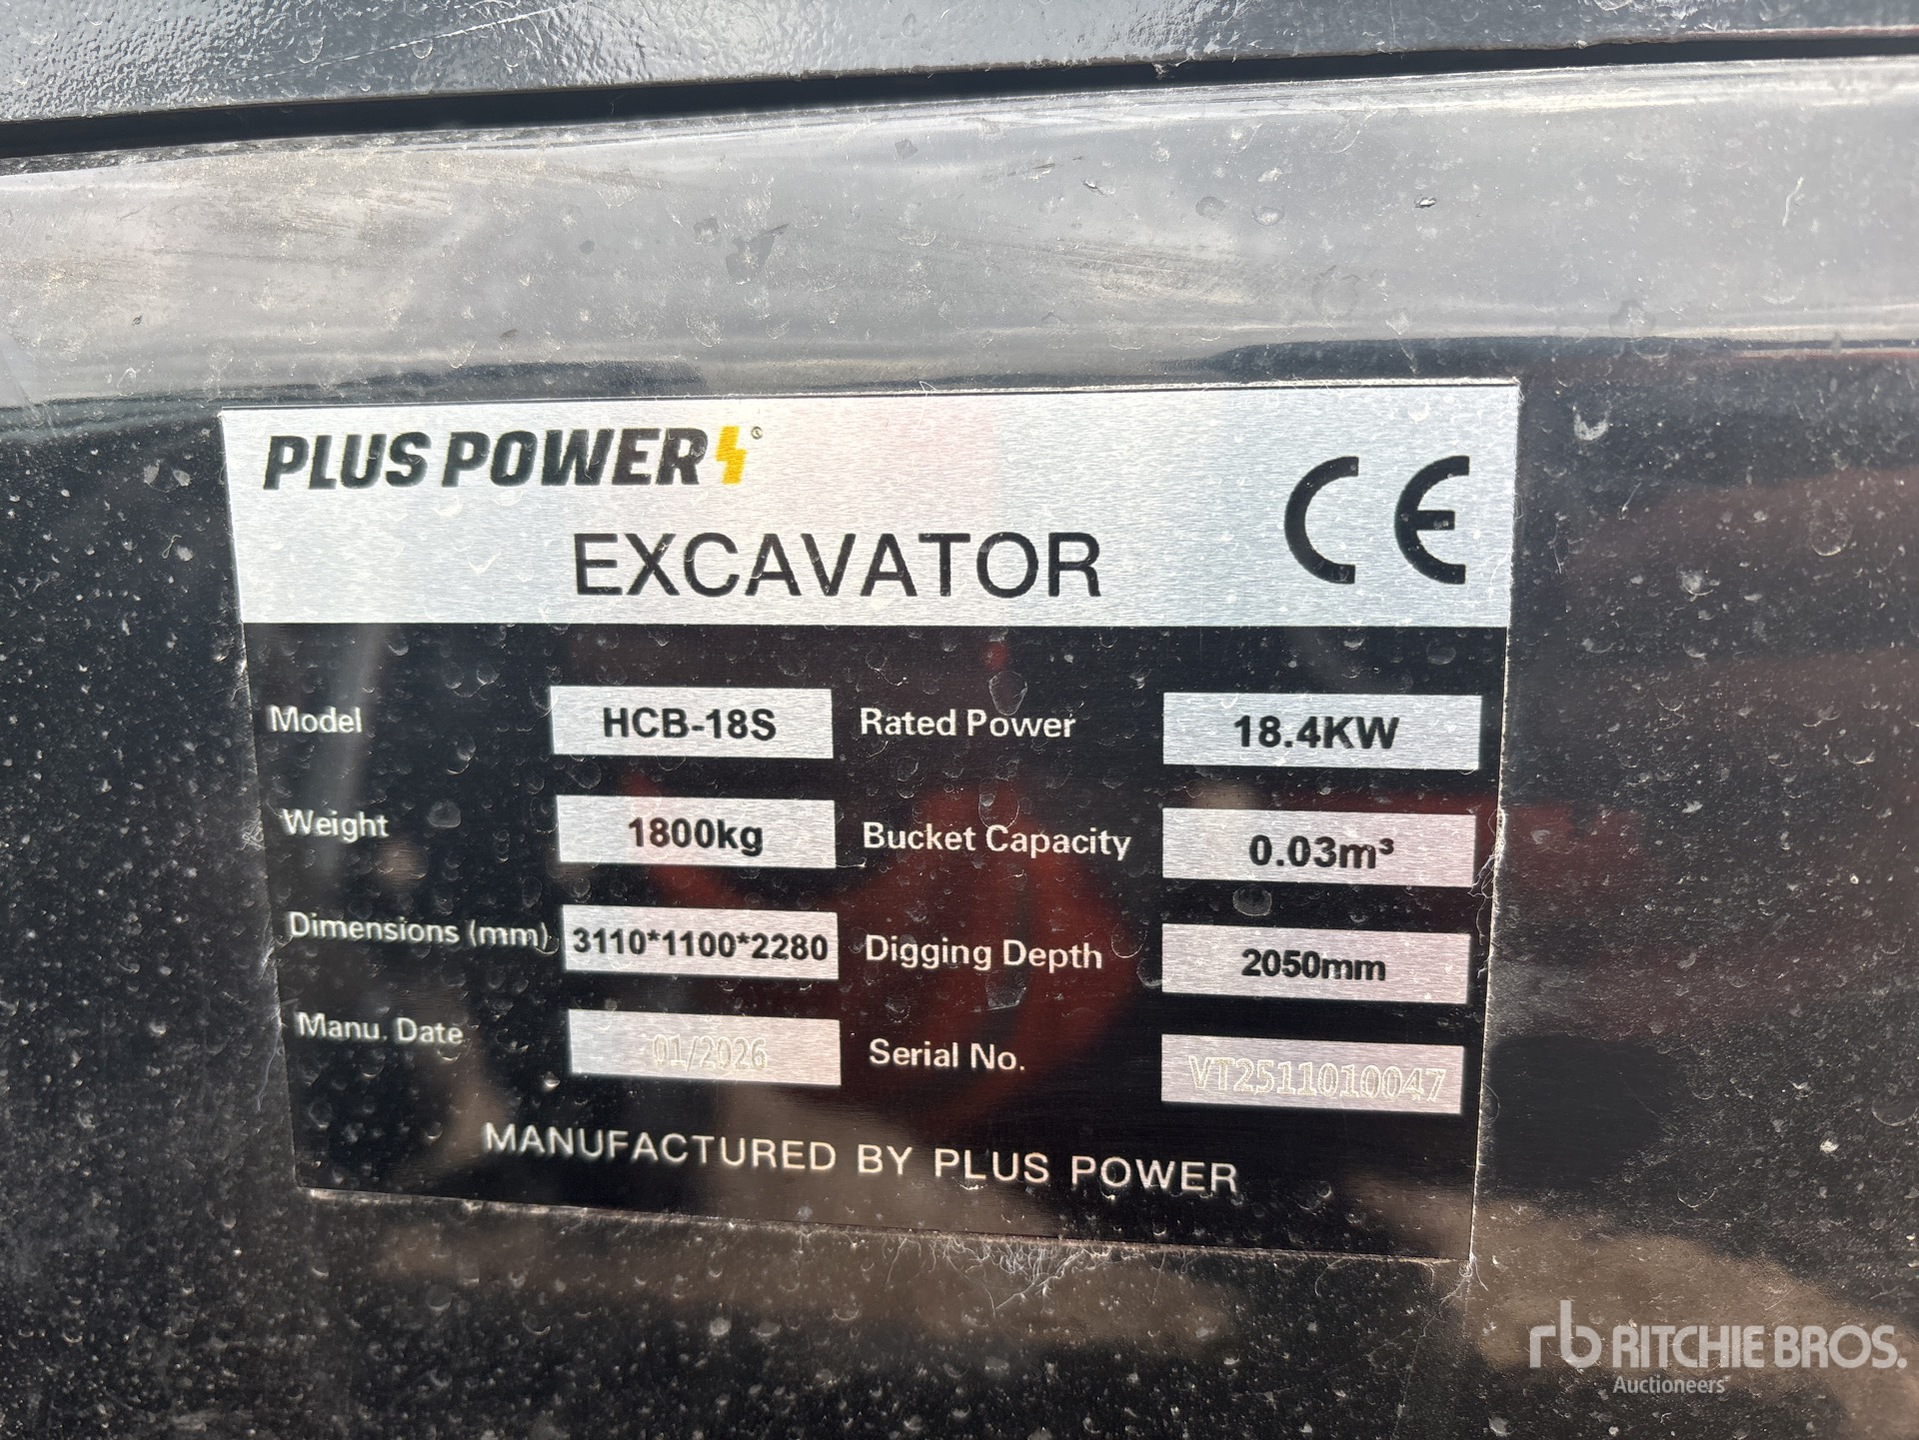 PLUS POWER
CE
EXCAVATOR
Model HCB-18S Rated Power 18.4KW
Weight 1800kg Bucket Capacity 0.03m³
Dimensions (mm) 3110*1100*2280 Digging Depth 2050mm
Manu. Date 01/2026 Serial No. VT2511010047
MANUFACTURED BY PLUS POWER
rb RITCHIE BROS.
Auctioneers